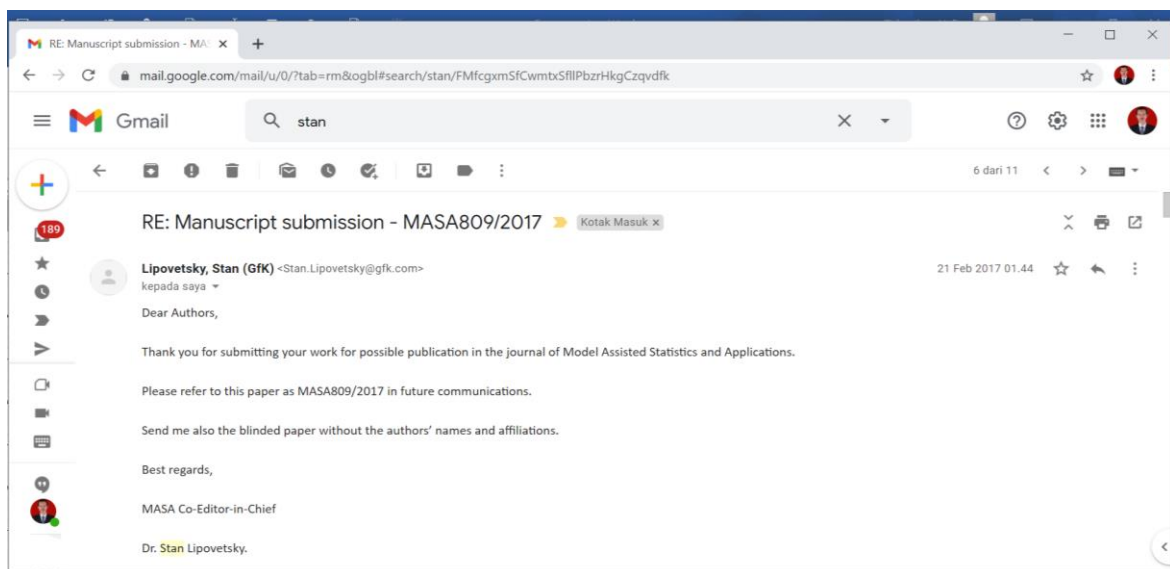 RE: Manuscript submission - MAS
mail.google.com/mail/u/0/?tab=rm&ogbl#search/stan/FMfcgxmSfCwmtxSfllPbzrHkgCzqvdfk
Gmail
stan
6 dari 11
189
RE: Manuscript submission - MASA809/2017 Kotak Masuk x
Lipovetsky, Stan (GfK) <Stan.Lipovetsky@gfk.com> 21 Feb 2017 01.44
kepada saya
Dear Authors,
Thank you for submitting your work for possible publication in the journal of Model Assisted Statistics and Applications.
Please refer to this paper as MASA809/2017 in future communications.
Send me also the blinded paper without the authors’ names and affiliations.
Best regards,
MASA Co-Editor-in-Chief
Dr. Stan Lipovetsky.